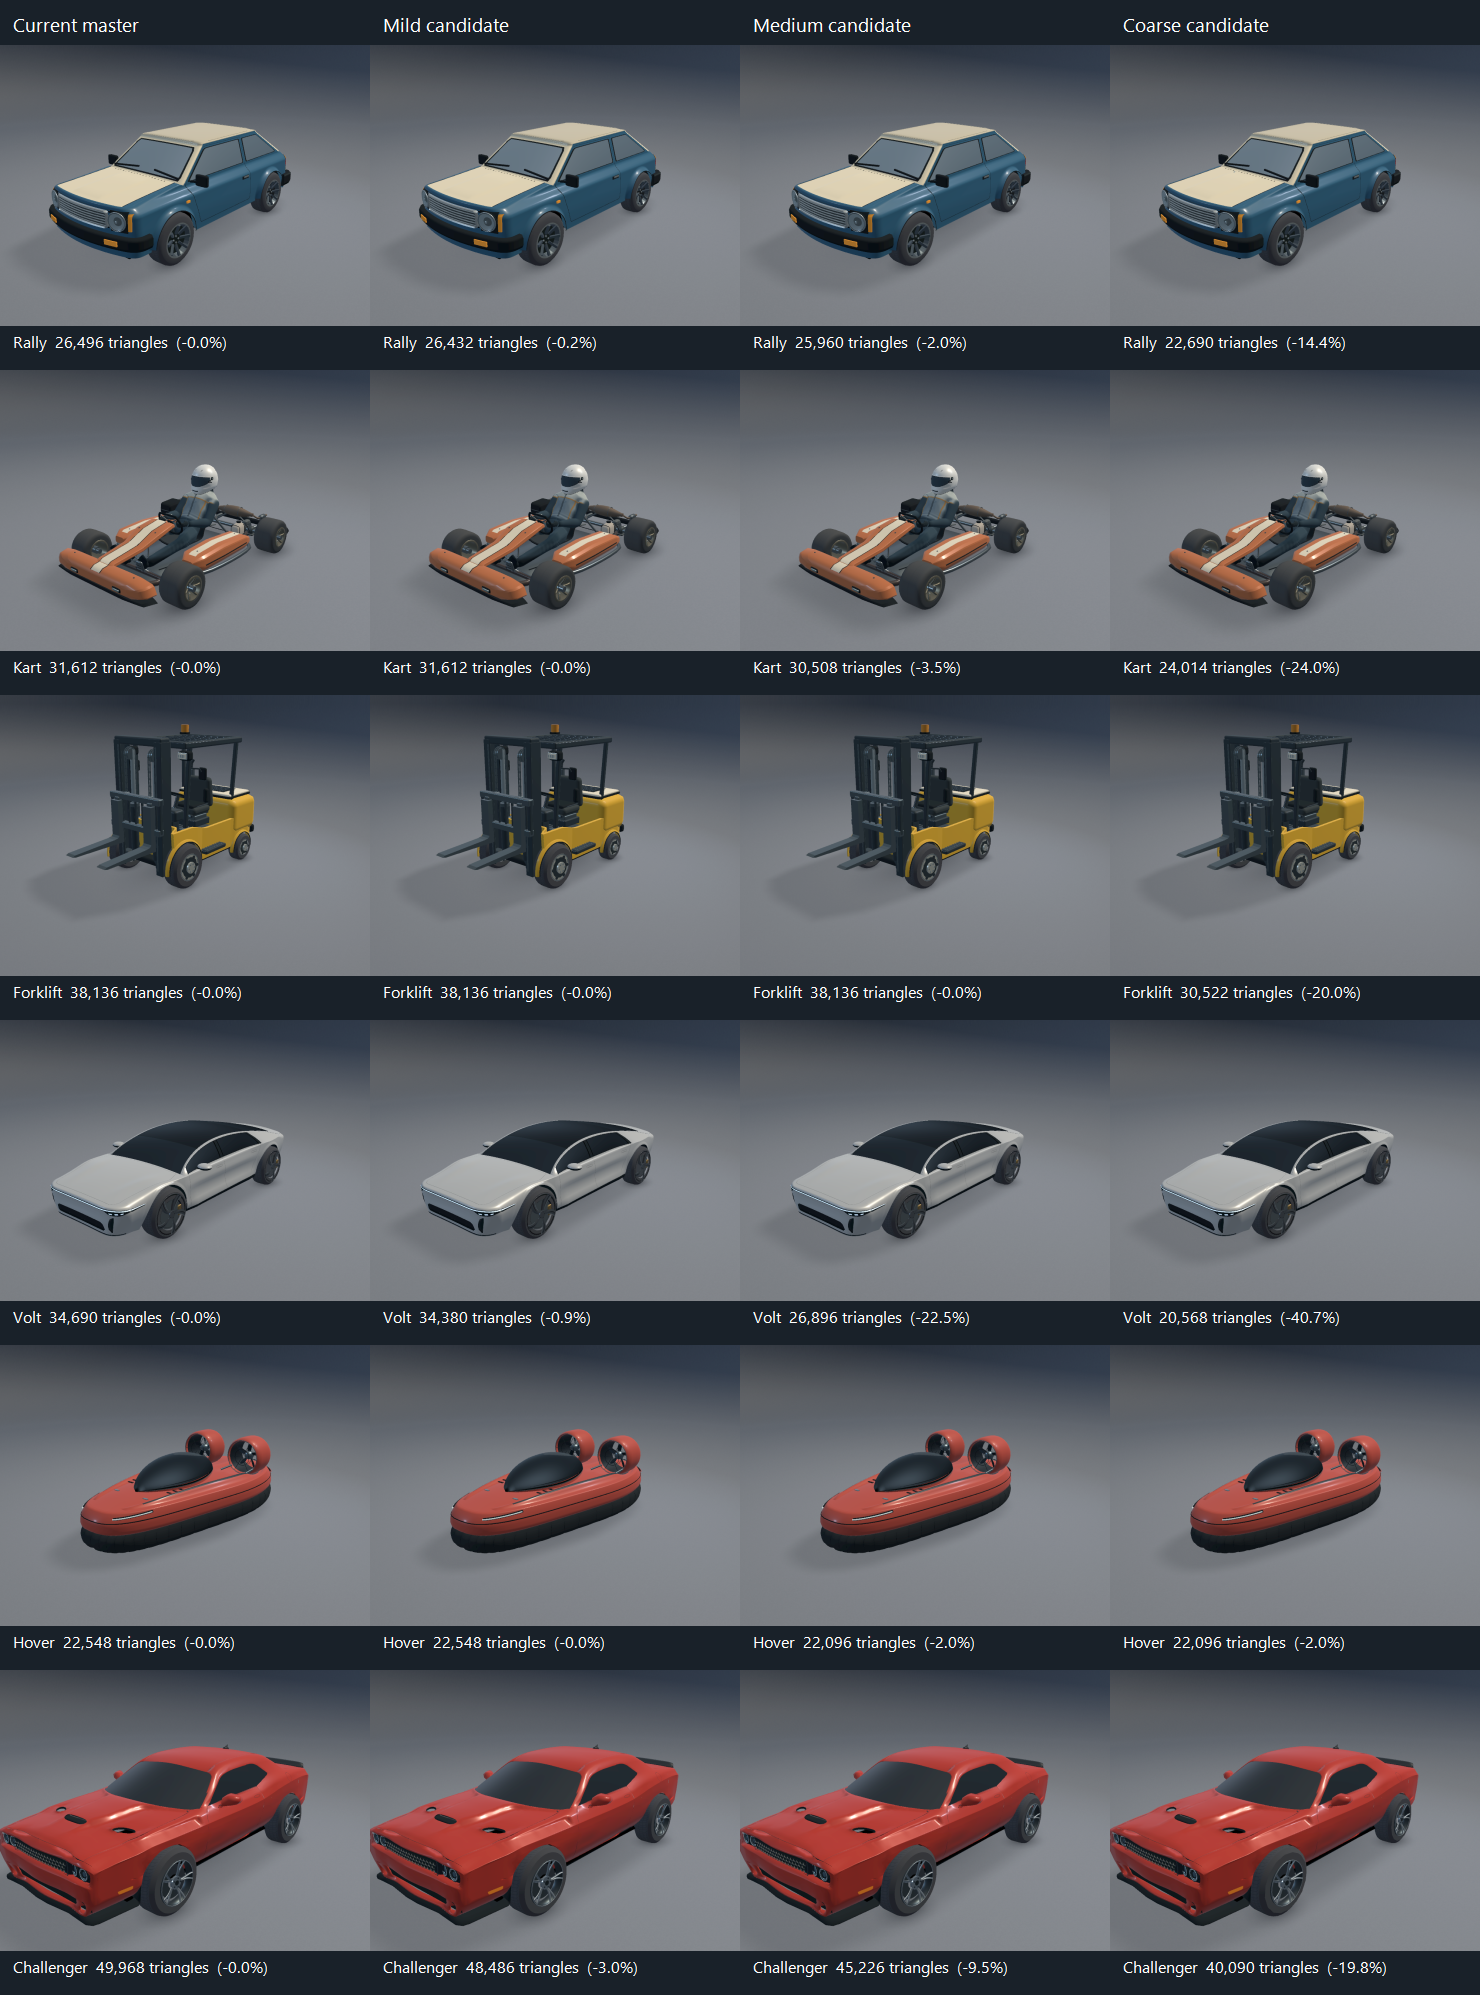 Current master Mild candidate Medium candidate Coarse candidate
Rally 26,496 triangles (-0.0%) Rally 26,432 triangles (-0.2%) Rally 25,960 triangles (-2.0%) Rally 22,690 triangles (-14.4%)
Kart 31,612 triangles (-0.0%) Kart 31,612 triangles (-0.0%) Kart 30,508 triangles (-3.5%) Kart 24,014 triangles (-24.0%)
Forklift 38,136 triangles (-0.0%) Forklift 38,136 triangles (-0.0%) Forklift 38,136 triangles (-0.0%) Forklift 30,522 triangles (-20.0%)
Volt 34,690 triangles (-0.0%) Volt 34,380 triangles (-0.9%) Volt 26,896 triangles (-22.5%) Volt 20,568 triangles (-40.7%)
Hover 22,548 triangles (-0.0%) Hover 22,548 triangles (-0.0%) Hover 22,096 triangles (-2.0%) Hover 22,096 triangles (-2.0%)
Challenger 49,968 triangles (-0.0%) Challenger 48,486 triangles (-3.0%) Challenger 45,226 triangles (-9.5%) Challenger 40,090 triangles (-19.8%)